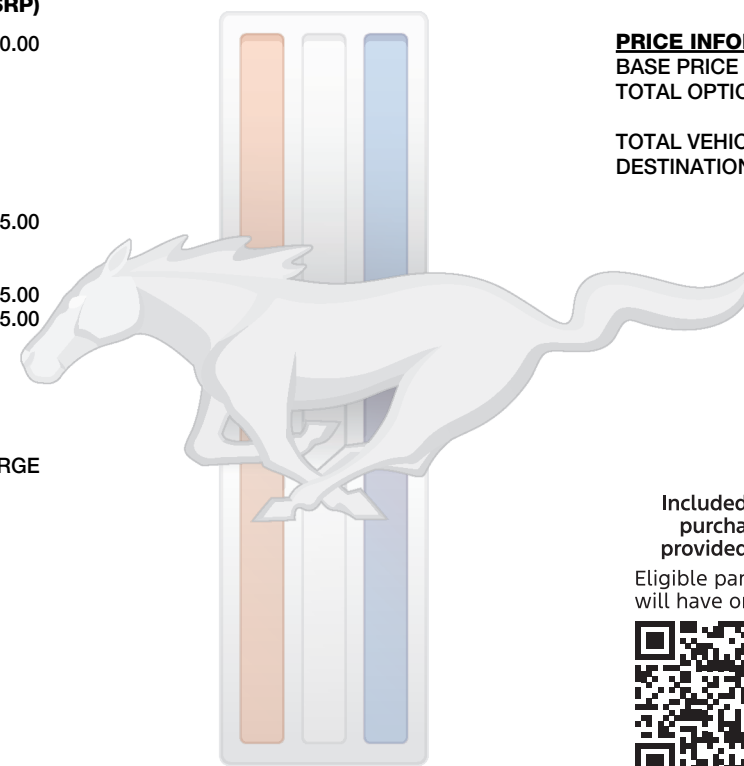 SRP)
0.00
5.00
5.00
5.00
RGE
PRICE INFO
BASE PRICE
TOTAL OPTIO
TOTAL VEHIC
DESTINATION
Included
purcha
provided
Eligible par
will have o